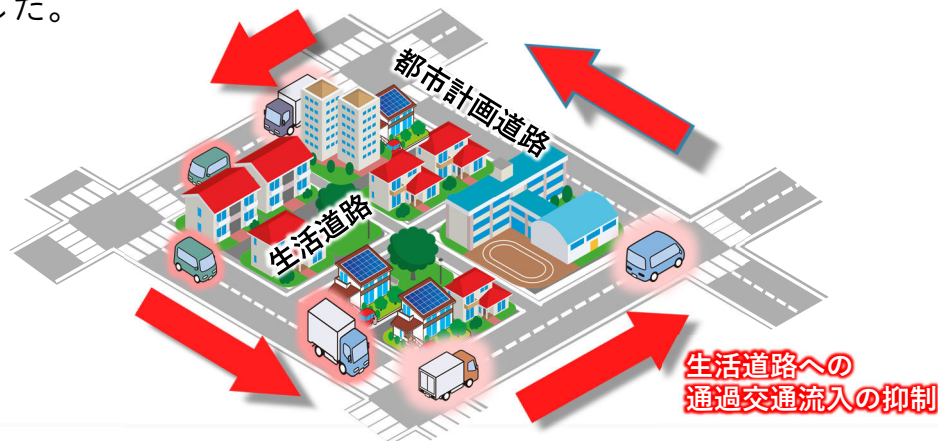 した。
都市計画道路
生活道路
生活道路への
通過交通流入の抑制